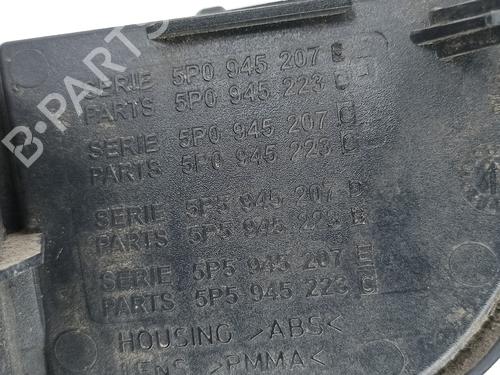 SERIE 5P0 945 207
PARTS 5P0 945 223
SERIE 5P0 945 207 C
PARTS 5P0 945 223
SERIE 5P5 945 207 D
PARTS 5P5 945 223 B
SERIE 5P5 945 207 E
PARTS 5P5 945 223 C
HOUSING >ABS<
LENS >PMMA<
B-PARTS